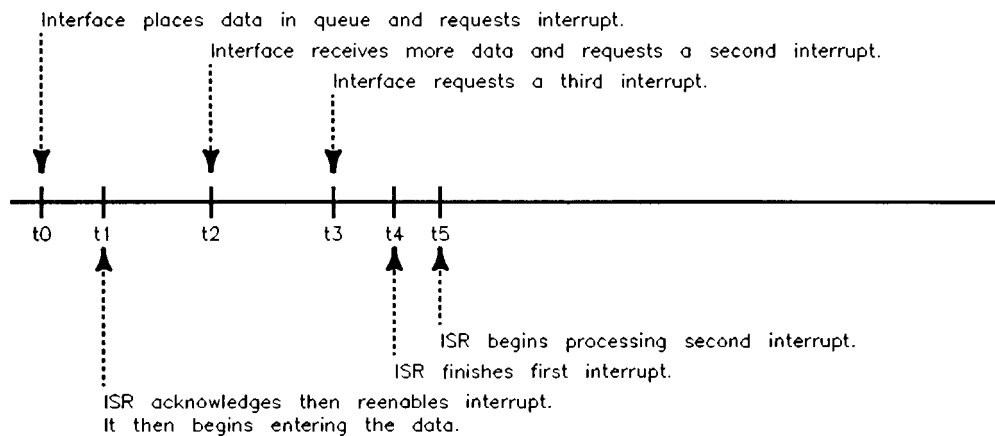 Interface places data in queue and requests interrupt.
Interface receives more data and requests a second interrupt.
Interface requests a third interrupt.
t0 t1 t2 t3 t4 t5
ISR begins processing second interrupt.
ISR finishes first interrupt.
ISR acknowledges then reenables interrupt.
It then begins entering the data.